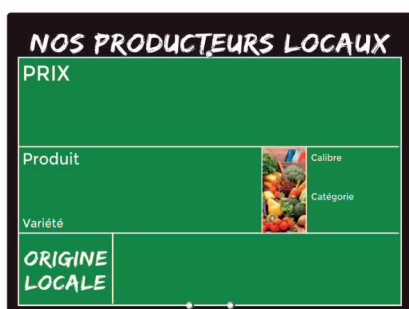 NOS PRODUCTEURS LOCAUX
PRIX
Produit
Calibre
Catégorie
Variété
ORIGINE
LOCALE